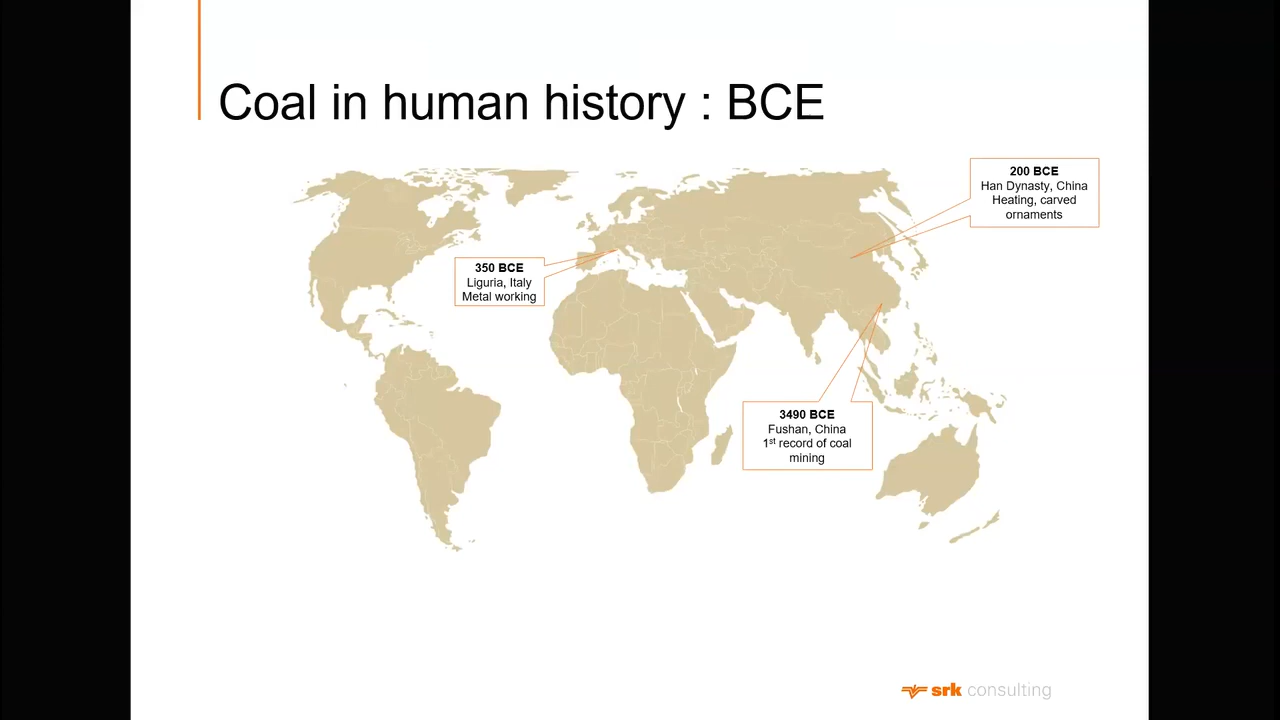 Coal in human history : BCE
200 BCE
Han Dynasty, China
Heating, carved
ornaments
350 BCE
Liguria, Italy
Metal working
3490 BCE
Fushan, China
1st record of coal
mining
srk consulting